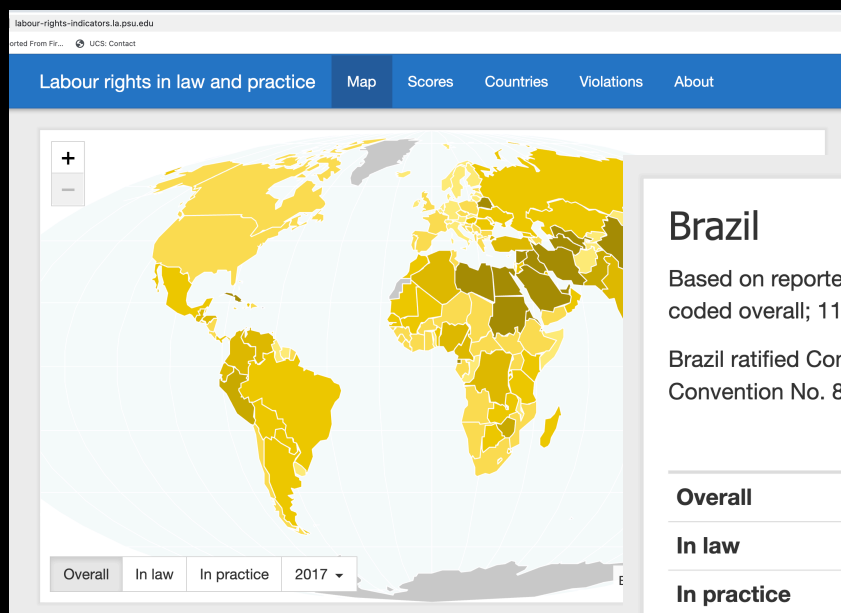 labour-rights-indicators.la.psu.edu
orted From Fir... UCS: Contact
Labour rights in law and practice Map Scores Countries Violations About
+
−
Brazil
Based on reporte
coded overall; 11
Brazil ratified Con
Convention No. 8
Overall
In law
In practice
Overall In law In practice 2017